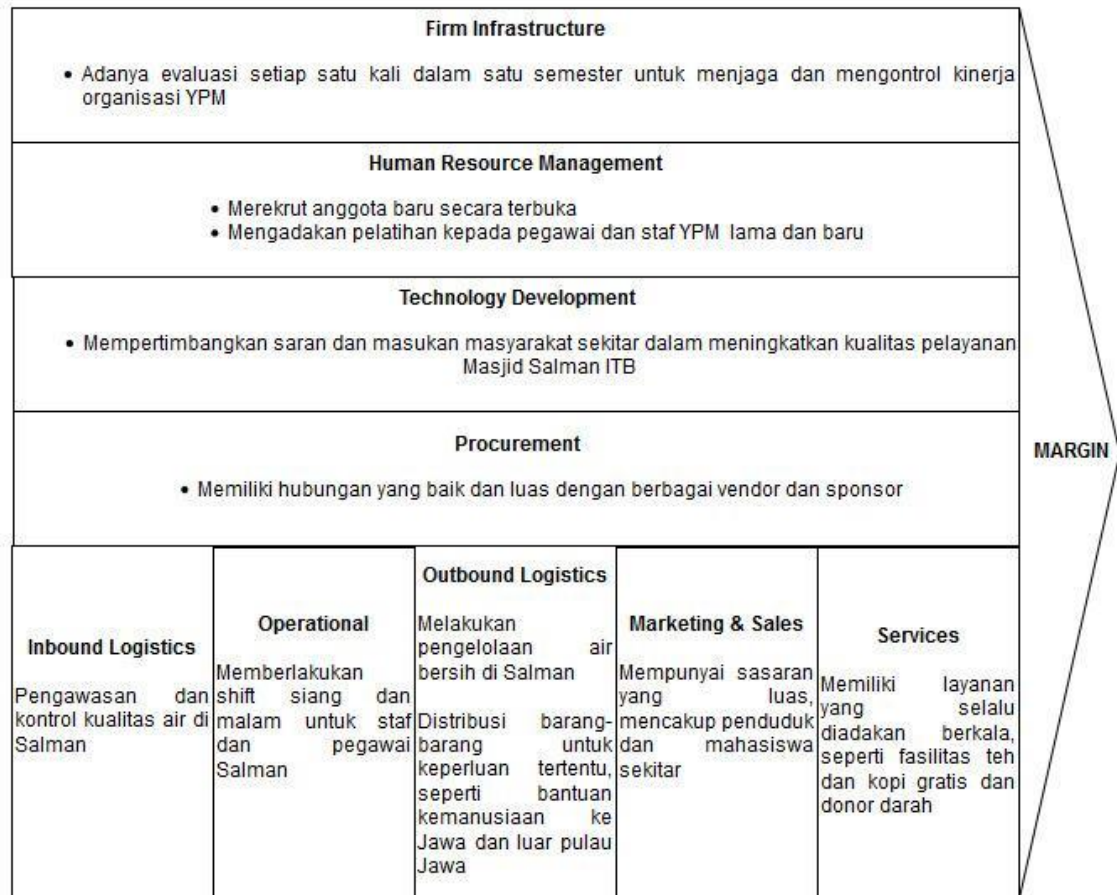 Firm Infrastructure
• Adanya evaluasi setiap satu kali dalam satu semester untuk menjaga dan mengontrol kinerja
organisasi YPM
Human Resource Management
• Merekrut anggota baru secara terbuka
• Mengadakan pelatihan kepada pegawai dan staf YPM lama dan baru
Technology Development
• Mempertimbangkan saran dan masukan masyarakat sekitar dalam meningkatkan kualitas pelayanan
Masjid Salman ITB
Procurement
• Memiliki hubungan yang baik dan luas dengan berbagai vendor dan sponsor
MARGIN
Inbound Logistics
Pengawasan dan
kontrol kualitas air di
Salman
Operational
Memberlakukan
shift siang dan
malam untuk staf
dan pegawai
Salman
Outbound Logistics
Melakukan
pengelolaan air
bersih di Salman
Distribusi barang-
barang untuk
keperluan tertentu,
seperti bantuan
kemanusiaan ke
Jawa dan luar pulau
Jawa
Marketing & Sales
Mempunyai sasaran
yang luas,
mencakup penduduk
dan mahasiswa
sekitar
Services
Memiliki layanan
yang selalu
diadakan berkala,
seperti fasilitas teh
dan kopi gratis dan
donor darah